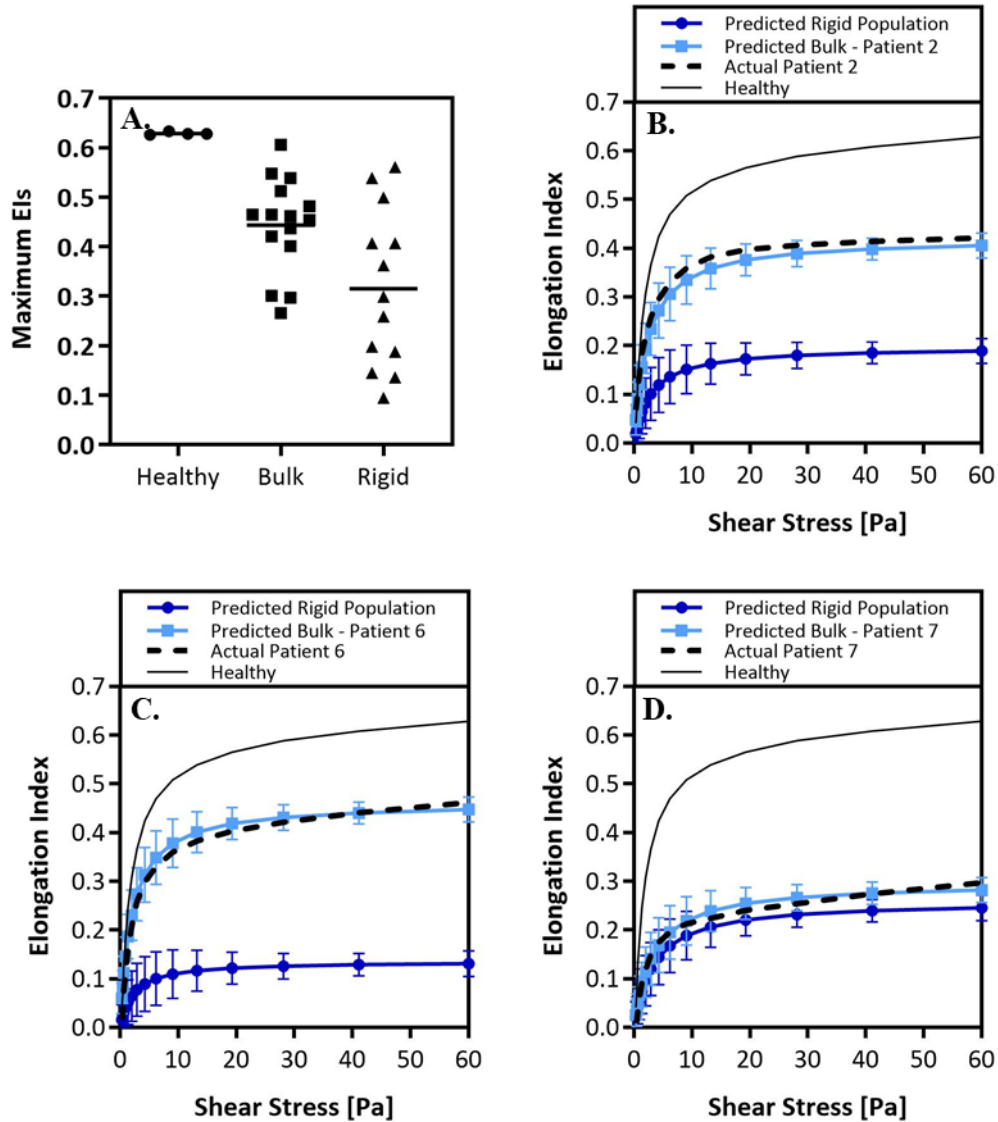 A.
Maximum EIs
0.7
0.6
0.5
0.4
0.3
0.2
0.1
0.0
Healthy Bulk Rigid
Predicted Rigid Population
Predicted Bulk - Patient 2
Actual Patient 2
Healthy
B.
Elongation Index
0.7
0.6
0.5
0.4
0.3
0.2
0.1
0.0
0 10 20 30 40 50 60
Shear Stress [Pa]
Predicted Rigid Population
Predicted Bulk - Patient 6
Actual Patient 6
Healthy
C.
Elongation Index
0.7
0.6
0.5
0.4
0.3
0.2
0.1
0.0
0 10 20 30 40 50 60
Shear Stress [Pa]
Predicted Rigid Population
Predicted Bulk - Patient 7
Actual Patient 7
Healthy
D.
Elongation Index
0.7
0.6
0.5
0.4
0.3
0.2
0.1
0.0
0 10 20 30 40 50 60
Shear Stress [Pa]